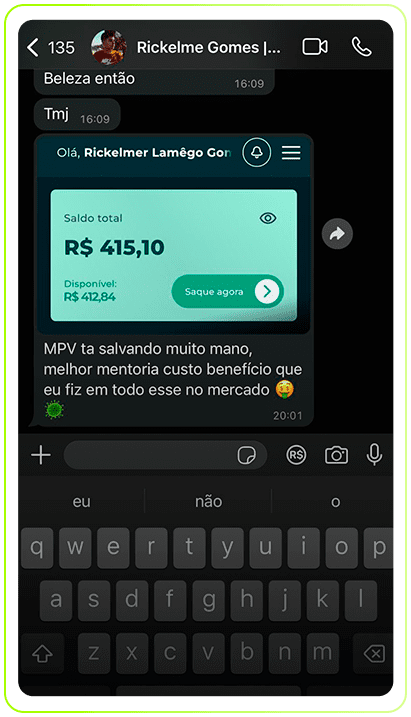 135
Rickelme Gomes |...
Beleza então
16:09
Tmj
16:09
Olá, Rickelmer Lamêgo Gon
Saldo total
R$ 415,10
Disponível:
R$ 412,84
Saque agora
MPV ta salvando muito mano,
melhor mentoria custo benefício que
eu fiz em todo esse no mercado
20:01
R$
eu não o
q w e r t y u i o p
a s d f g h j k l
z x c v b n m